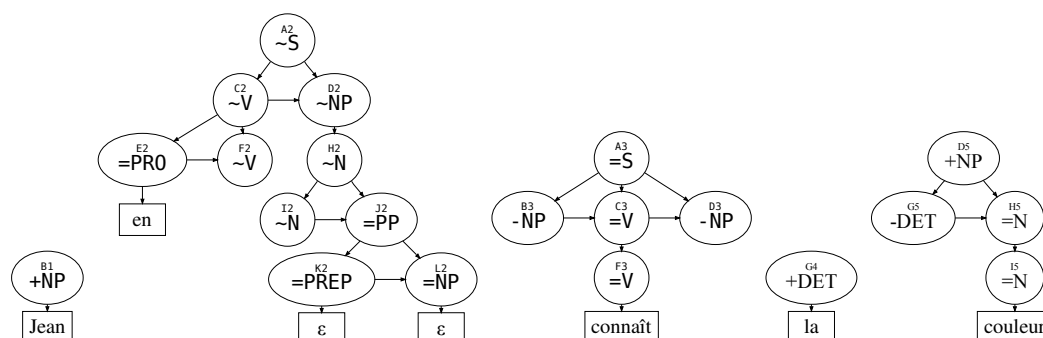 A2
~S
C2
~V
D2
~NP
E2
=PRO
F2
~V
H2
~N
A3
=S
D5
+NP
en
I2
~N
J2
=PP
B3
-NP
C3
=V
D3
-NP
G5
-DET
H5
=N
B1
+NP
K2
=PREP
L2
=NP
F3
=V
G4
+DET
I5
=N
Jean
ε
ε
connaît
la
couleur